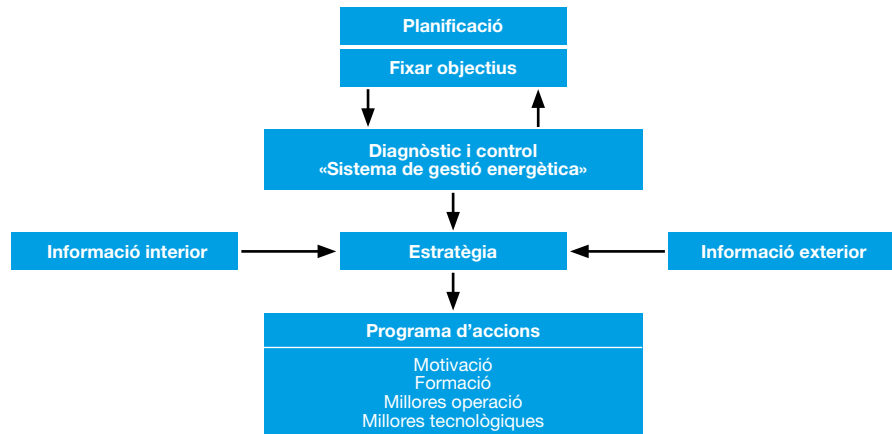 Planificació
Fixar objectius
Diagnòstic i control
«Sistema de gestió energètica»
Informació interior
Estratègia
Informació exterior
Programa d’accions
Motivació
Formació
Millores operació
Millores tecnològiques